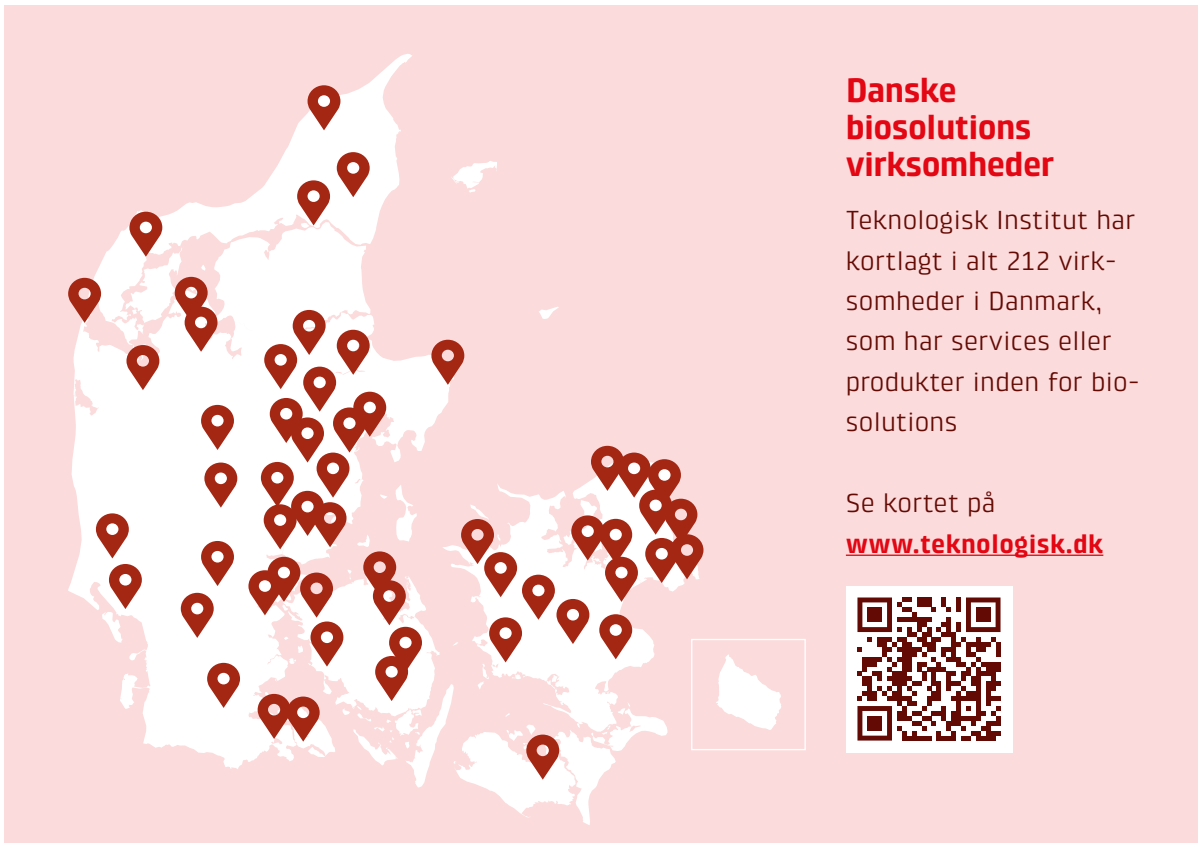 Danske
biosolutions
virksomheder
Teknologisk Institut har
kortlagt i alt 212 virk-
somheder i Danmark,
som har services eller
produkter inden for bio-
solutions
Se kortet på
www.teknologisk.dk